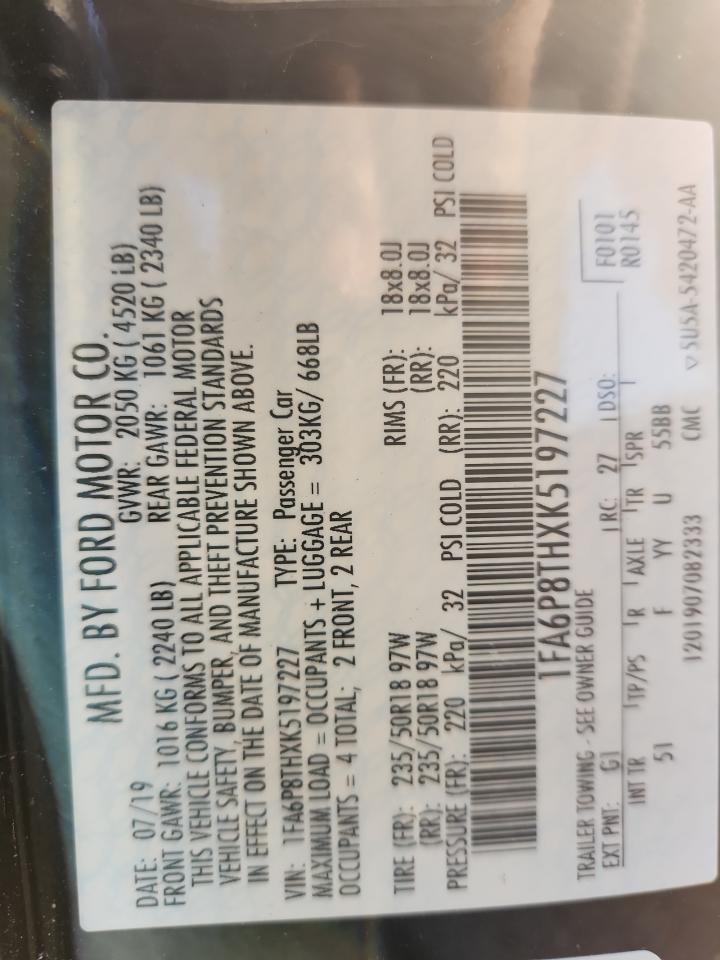 MFD. BY FORD MOTOR CO.
DATE: 07/19 GVWR: 2050 KG ( 4520 LB)
FRONT GAWR: 1016 KG ( 2240 LB) REAR GAWR: 1061 KG ( 2340 LB)
THIS VEHICLE CONFORMS TO ALL APPLICABLE FEDERAL MOTOR
VEHICLE SAFETY, BUMPER, AND THEFT PREVENTION STANDARDS
IN EFFECT ON THE DATE OF MANUFACTURE SHOWN ABOVE.
VIN: 1FA6P8THXK5197227 TYPE: Passenger Car
MAXIMUM LOAD = OCCUPANTS + LUGGAGE = 303KG/ 668LB
OCCUPANTS = 4 TOTAL; 2 FRONT, 2 REAR
TIRE (FR): 235/50R18 97W RIMS (FR): 18x8.0J
(RR): 235/50R18 97W (RR): 18x8.0J
PRESSURE (FR): 220 kPa/ 32 PSI COLD (RR): 220 kPa/ 32 PSI COLD
1FA6P8THXK5197227
TRAILER TOWING - SEE OWNER GUIDE
EXT PNT: G1 RC: 27 DSO: F0101
INT TR TP/PS R AXLE TR SPR R0145
51 F YY U 55BB
1201907082333 CMC ▽ SU5A-5420472-AA